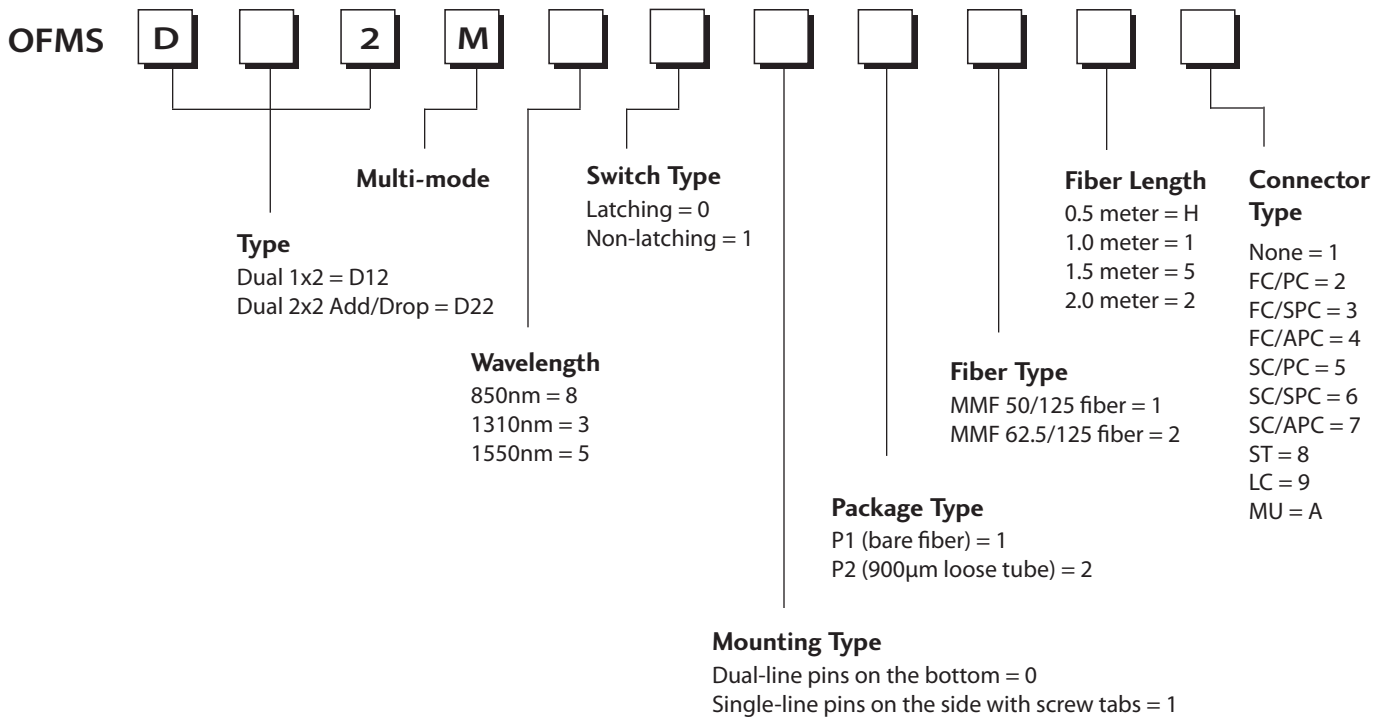 OFMS D 2 M
Multi-mode
Type
Dual 1x2 = D12
Dual 2x2 Add/Drop = D22
Wavelength
850nm = 8
1310nm = 3
1550nm = 5
Switch Type
Latching = 0
Non-latching = 1
Mounting Type
Dual-line pins on the bottom = 0
Single-line pins on the side with screw tabs = 1
Package Type
P1 (bare fiber) = 1
P2 (900µm loose tube) = 2
Fiber Type
MMF 50/125 fiber = 1
MMF 62.5/125 fiber = 2
Fiber Length
0.5 meter = H
1.0 meter = 1
1.5 meter = 5
2.0 meter = 2
Connector
Type
None = 1
FC/PC = 2
FC/SPC = 3
FC/APC = 4
SC/PC = 5
SC/SPC = 6
SC/APC = 7
ST = 8
LC = 9
MU = A